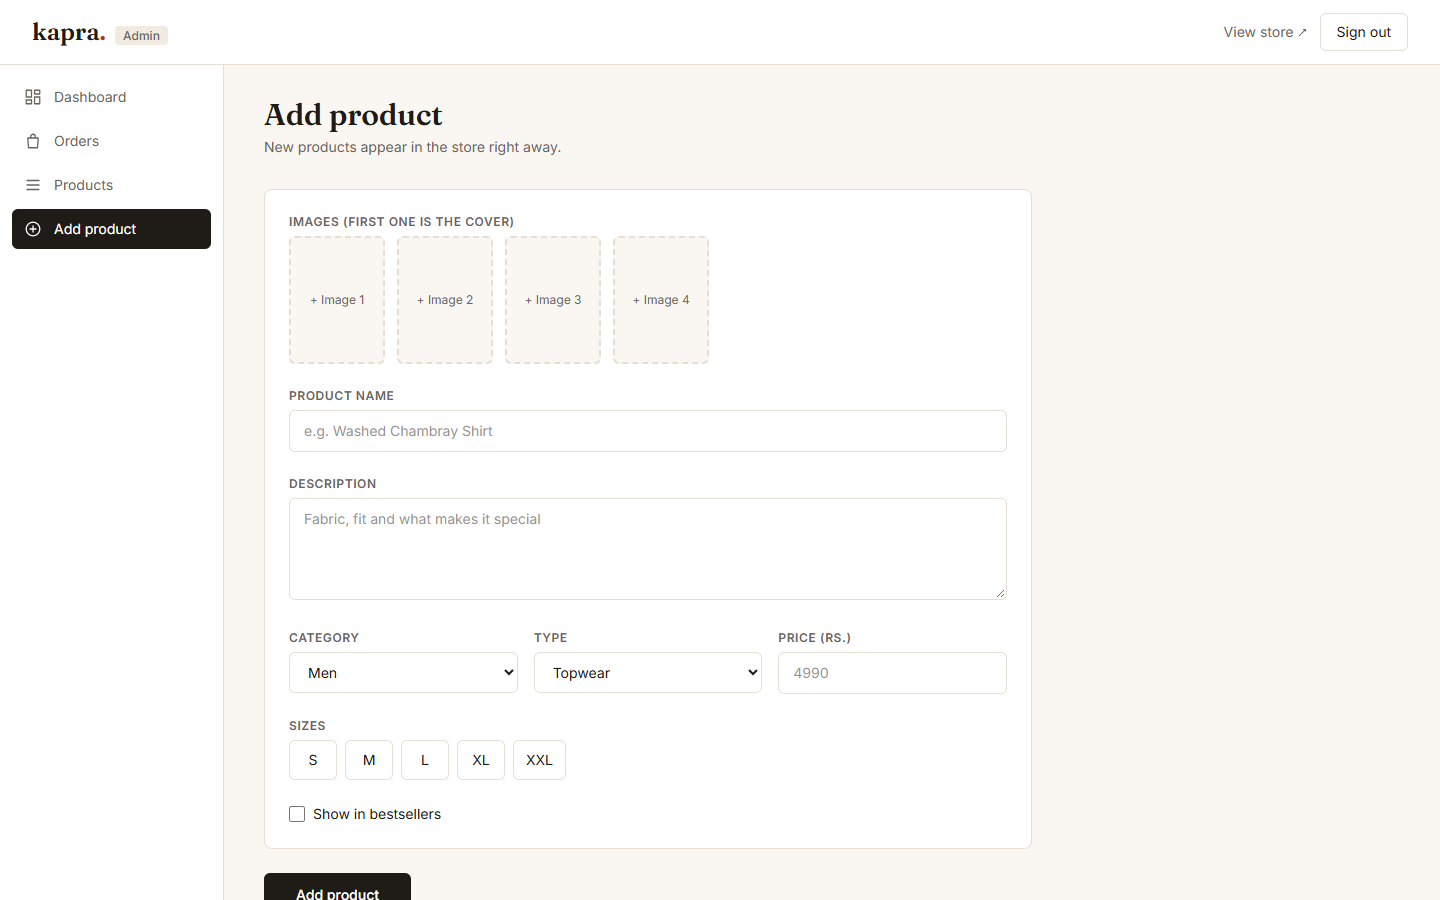 kapra. Admin
View store ↗
Sign out
Dashboard
Orders
Products
Add product
Add product
New products appear in the store right away.
IMAGES (FIRST ONE IS THE COVER)
+ Image 1
+ Image 2
+ Image 3
+ Image 4
PRODUCT NAME
e.g. Washed Chambray Shirt
DESCRIPTION
Fabric, fit and what makes it special
CATEGORY
TYPE
PRICE (RS.)
Men
Topwear
4990
SIZES
S
M
L
XL
XXL
Show in bestsellers
Add product